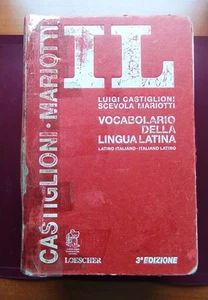 CASTIGLIONI · MARIOTTI
IL
LUIGI CASTIGLIONI
SCEVOLA MARIOTTI
VOCABOLARIO
DELLA
LINGUA LATINA
LATINO ITALIANO - ITALIANO LATINO
LOESCHER
3ª EDIZIONE